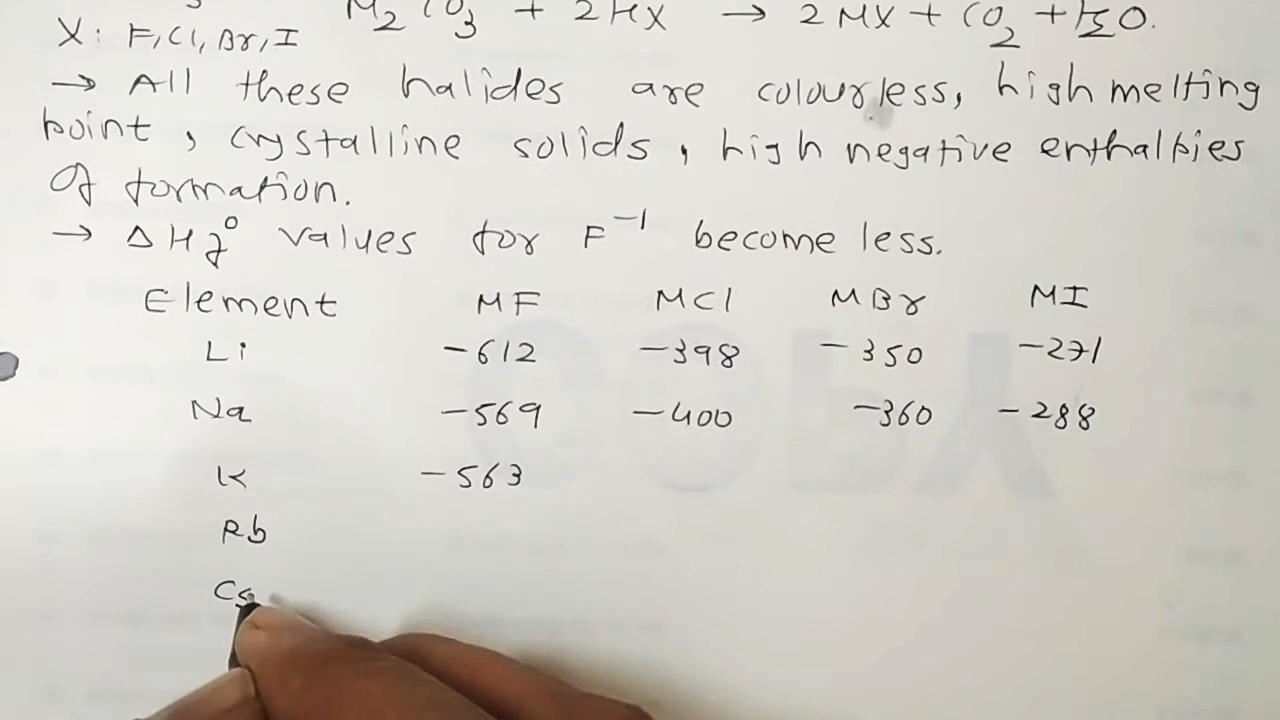 M2CO3 + 2HX → 2MX + CO2 + H2O.
X: F, Cl, Br, I
→ All these halides are colourless, high melting
point, crystalline solids, high negative enthalpies
of formation.
→ ΔHf° values for F⁻¹ become less.
Element MF MCl MBr MI
Li -612 -398 -350 -271
Na -569 -400 -360 -288
K -563
Rb
Cs